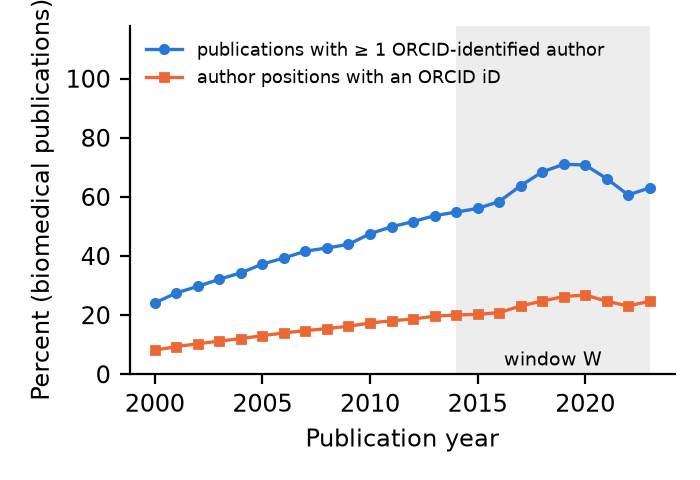 Percent (biomedical publications)
publications with ≥ 1 ORCID-identified author
author positions with an ORCID iD
100
80
60
40
20
0
window W
2000 2005 2010 2015 2020
Publication year